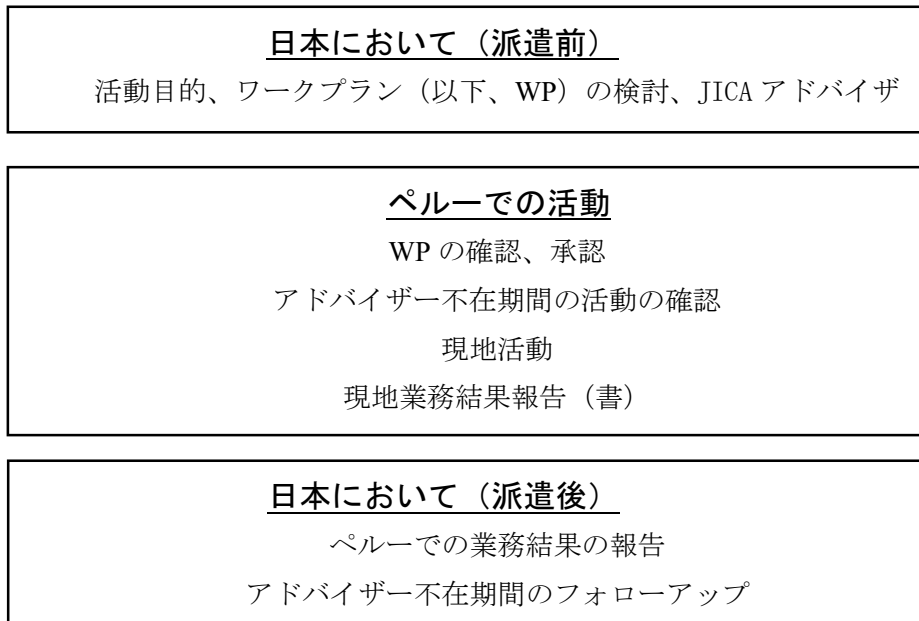 日本において（派遣前）
活動目的、ワークプラン（以下、WP）の検討、JICA アドバイザ
ペルーでの活動
WP の確認、承認
アドバイザー不在期間の活動の確認
現地活動
現地業務結果報告（書）
日本において（派遣後）
ペルーでの業務結果の報告
アドバイザー不在期間のフォローアップ